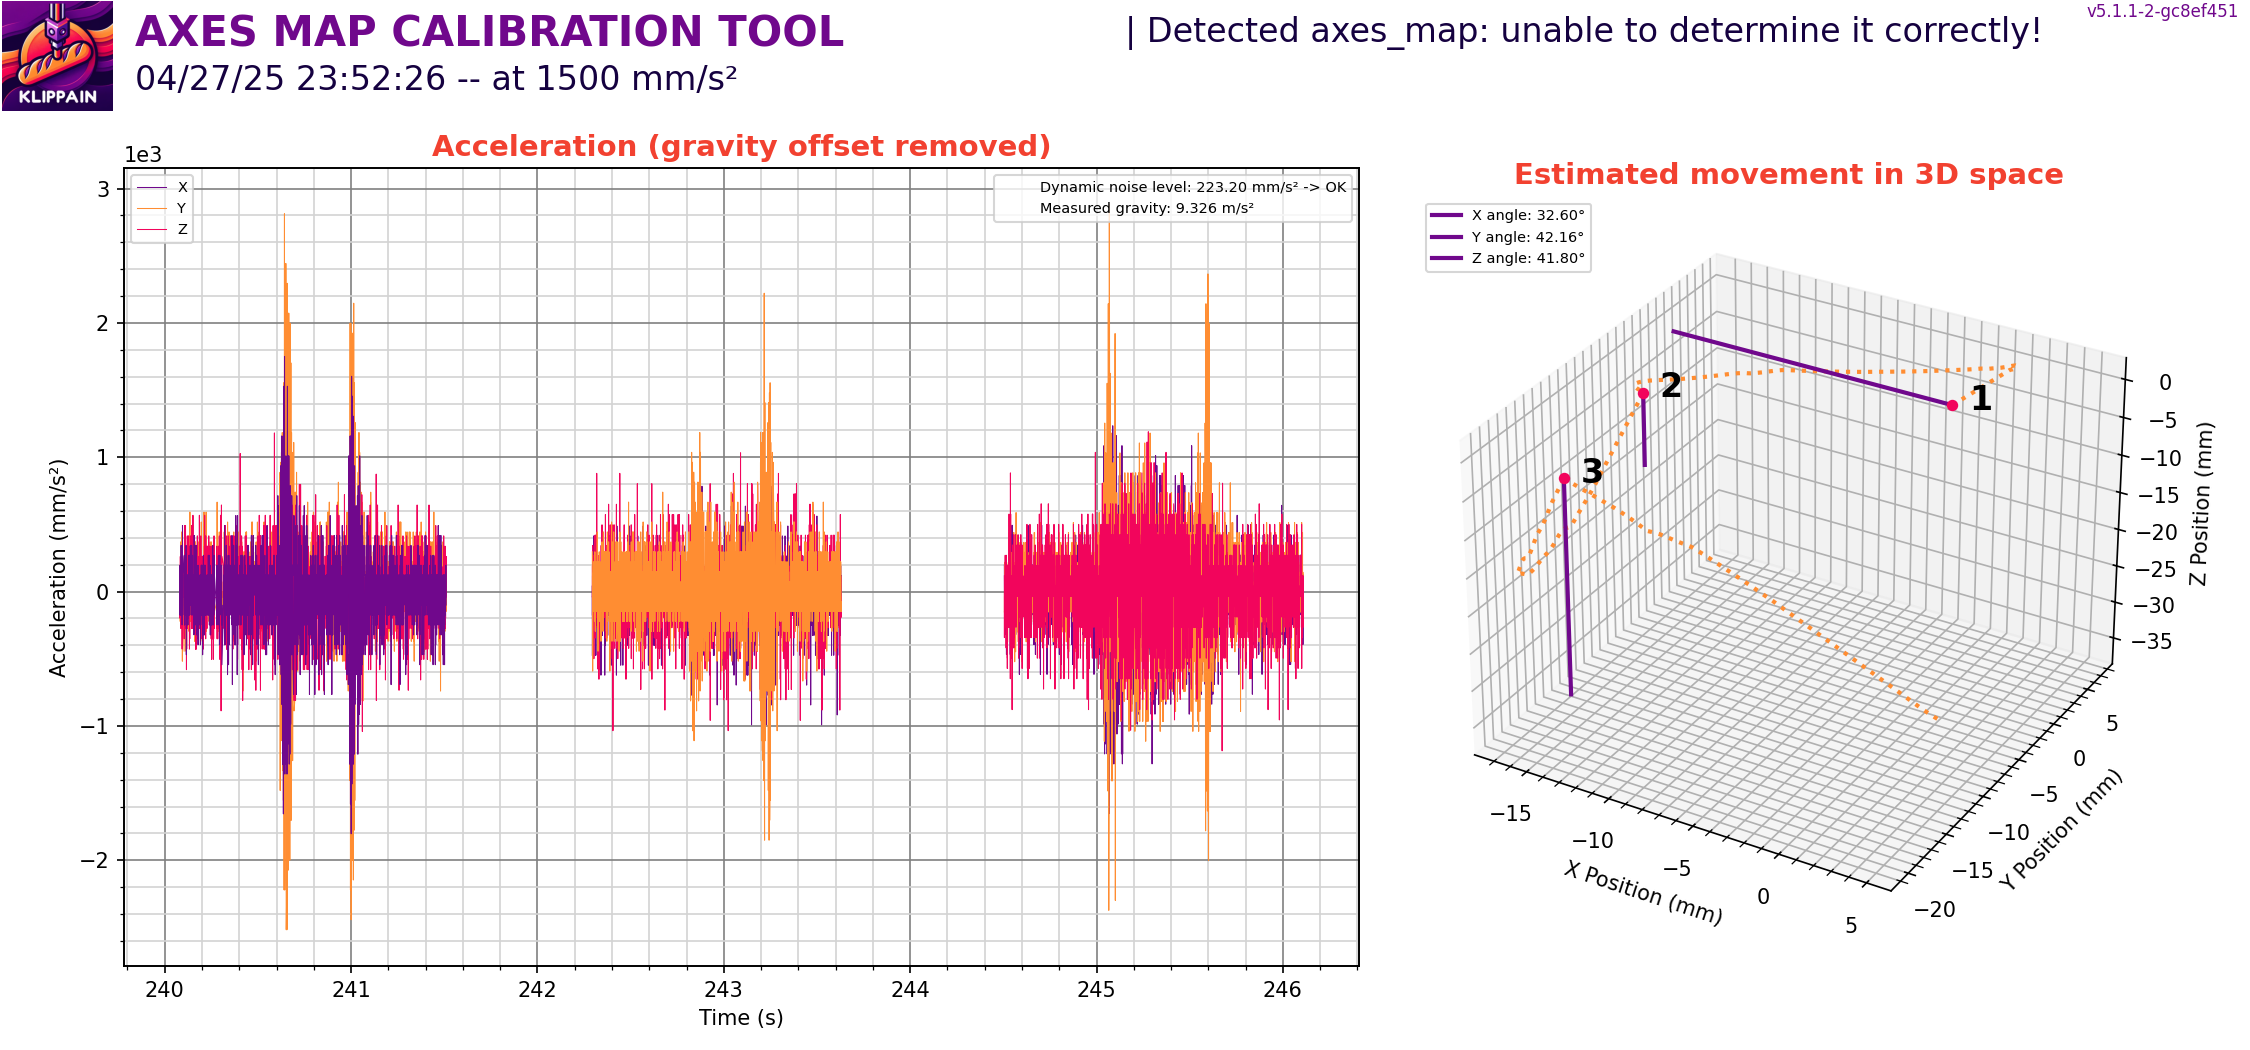 KLIPPAIN
AXES MAP CALIBRATION TOOL
04/27/25 23:52:26 -- at 1500 mm/s²
| Detected axes_map: unable to determine it correctly!
v5.1.1-2-gc8ef451
Acceleration (gravity offset removed)
1e3
X
Y
Z
Dynamic noise level: 223.20 mm/s² -> OK
Measured gravity: 9.326 m/s²
3
2
1
0
−1
−2
Acceleration (mm/s²)
240
241
242
243
244
245
246
Time (s)
Estimated movement in 3D space
X angle: 32.60°
Y angle: 42.16°
Z angle: 41.80°
1
2
3
0
−5
−10
−15
−20
−25
−30
−35
Z Position (mm)
5
0
−5
−10
−15
−20
Y Position (mm)
−15
−10
−5
0
5
X Position (mm)